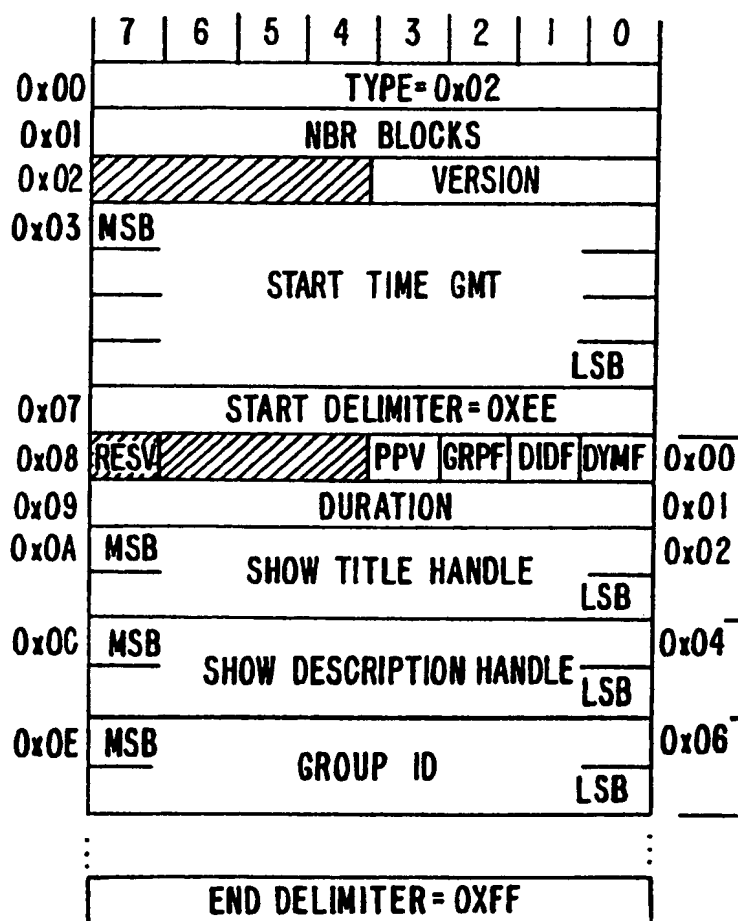 7 6 5 4 3 2 1 0
0x00 TYPE=0x02
0x01 NBR BLOCKS
0x02 VERSION
0x03 MSB
START TIME GMT
LSB
0x07 START DELIMITER=0XEE
0x08 RESV PPV GRPF DIDF DYMF 0x00
0x09 DURATION 0x01
0x0A MSB 0x02
SHOW TITLE HANDLE
LSB
0x0C MSB 0x04
SHOW DESCRIPTION HANDLE
LSB
0x0E MSB 0x06
GROUP ID
LSB
END DELIMITER=0XFF